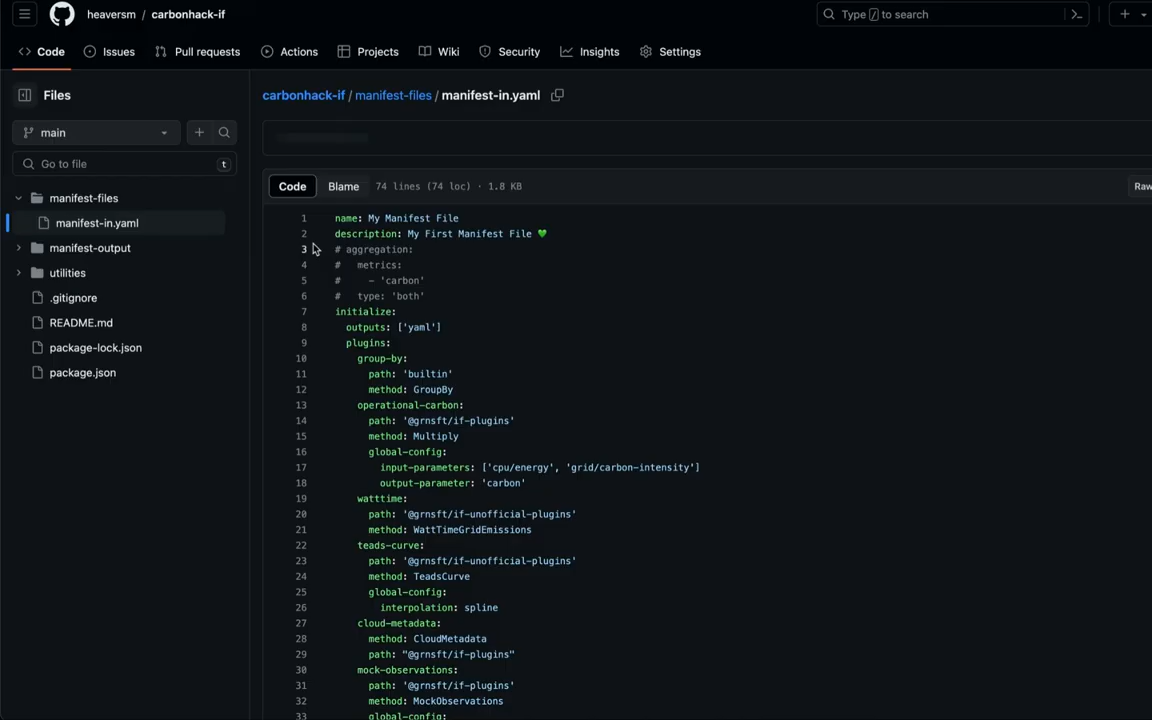 heaversm / carbonhack-if
Type / to search
Code
Issues
Pull requests
Actions
Projects
Wiki
Security
Insights
Settings
Files
main
Go to file
t
manifest-files
manifest-in.yaml
manifest-output
utilities
.gitignore
README.md
package-lock.json
package.json
carbonhack-if / manifest-files / manifest-in.yaml
Code
Blame
74 lines (74 loc) · 1.8 KB
Raw
1 name: My Manifest File
2 description: My First Manifest File 💚
3 # aggregation:
4 #   metrics:
5 #     - 'carbon'
6 #   type: 'both'
7 initialize:
8   outputs: ['yaml']
9   plugins:
10     group-by:
11       path: 'builtin'
12       method: GroupBy
13     operational-carbon:
14       path: '@grnsft/if-plugins'
15       method: Multiply
16       global-config:
17         input-parameters: ['cpu/energy', 'grid/carbon-intensity']
18         output-parameter: 'carbon'
19     watttime:
20       path: '@grnsft/if-unofficial-plugins'
21       method: WattTimeGridEmissions
22     teads-curve:
23       path: '@grnsft/if-unofficial-plugins'
24       method: TeadsCurve
25       global-config:
26         interpolation: spline
27     cloud-metadata:
28       method: CloudMetadata
29       path: "@grnsft/if-plugins"
30     mock-observations:
31       path: '@grnsft/if-plugins'
32       method: MockObservations
33       global-config: